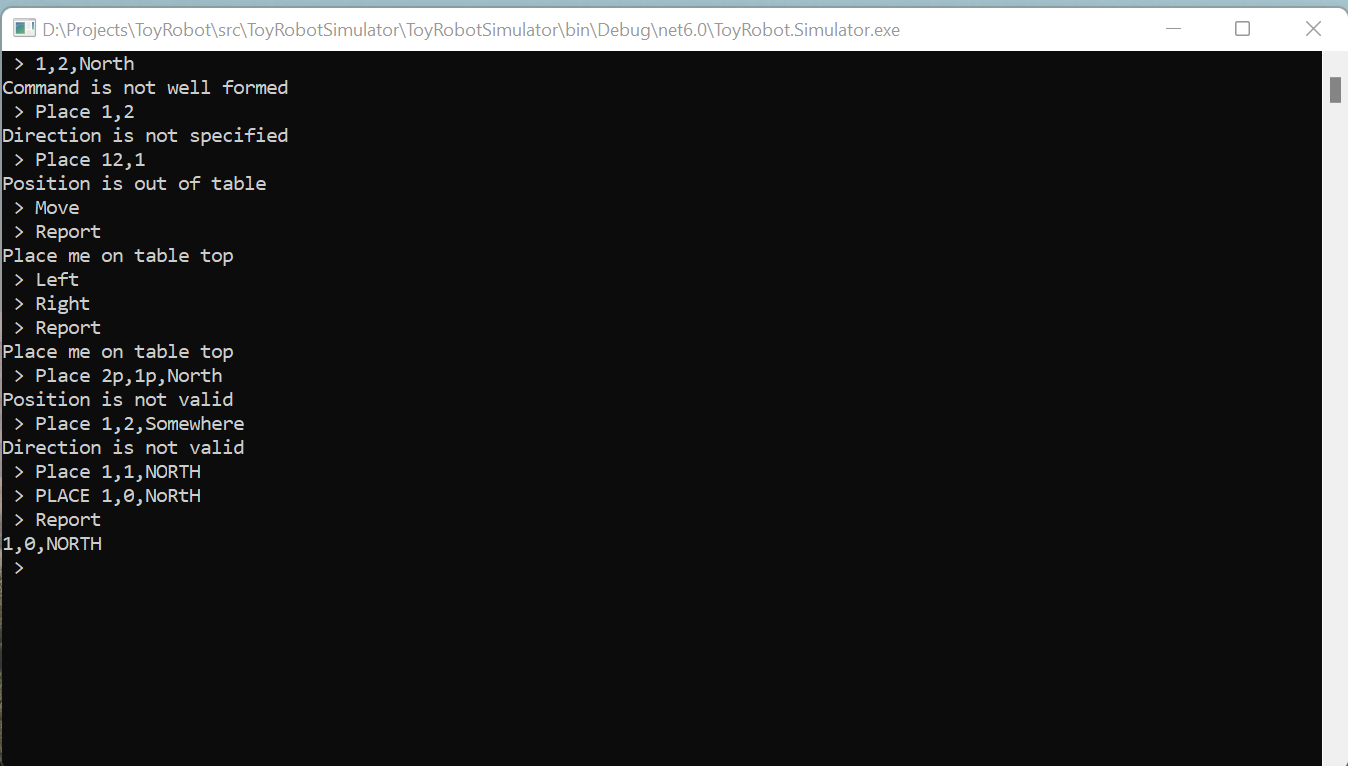 D:\Projects\ToyRobot\src\ToyRobotSimulator\ToyRobotSimulator\bin\Debug\net6.0\ToyRobot.Simulator.exe
> 1,2,North
Command is not well formed
> Place 1,2
Direction is not specified
> Place 12,1
Position is out of table
> Move
> Report
Place me on table top
> Left
> Right
> Report
Place me on table top
> Place 2p,1p,North
Position is not valid
> Place 1,2,Somewhere
Direction is not valid
> Place 1,1,NORTH
> PLACE 1,0,NoRtH
> Report
1,0,NORTH
>